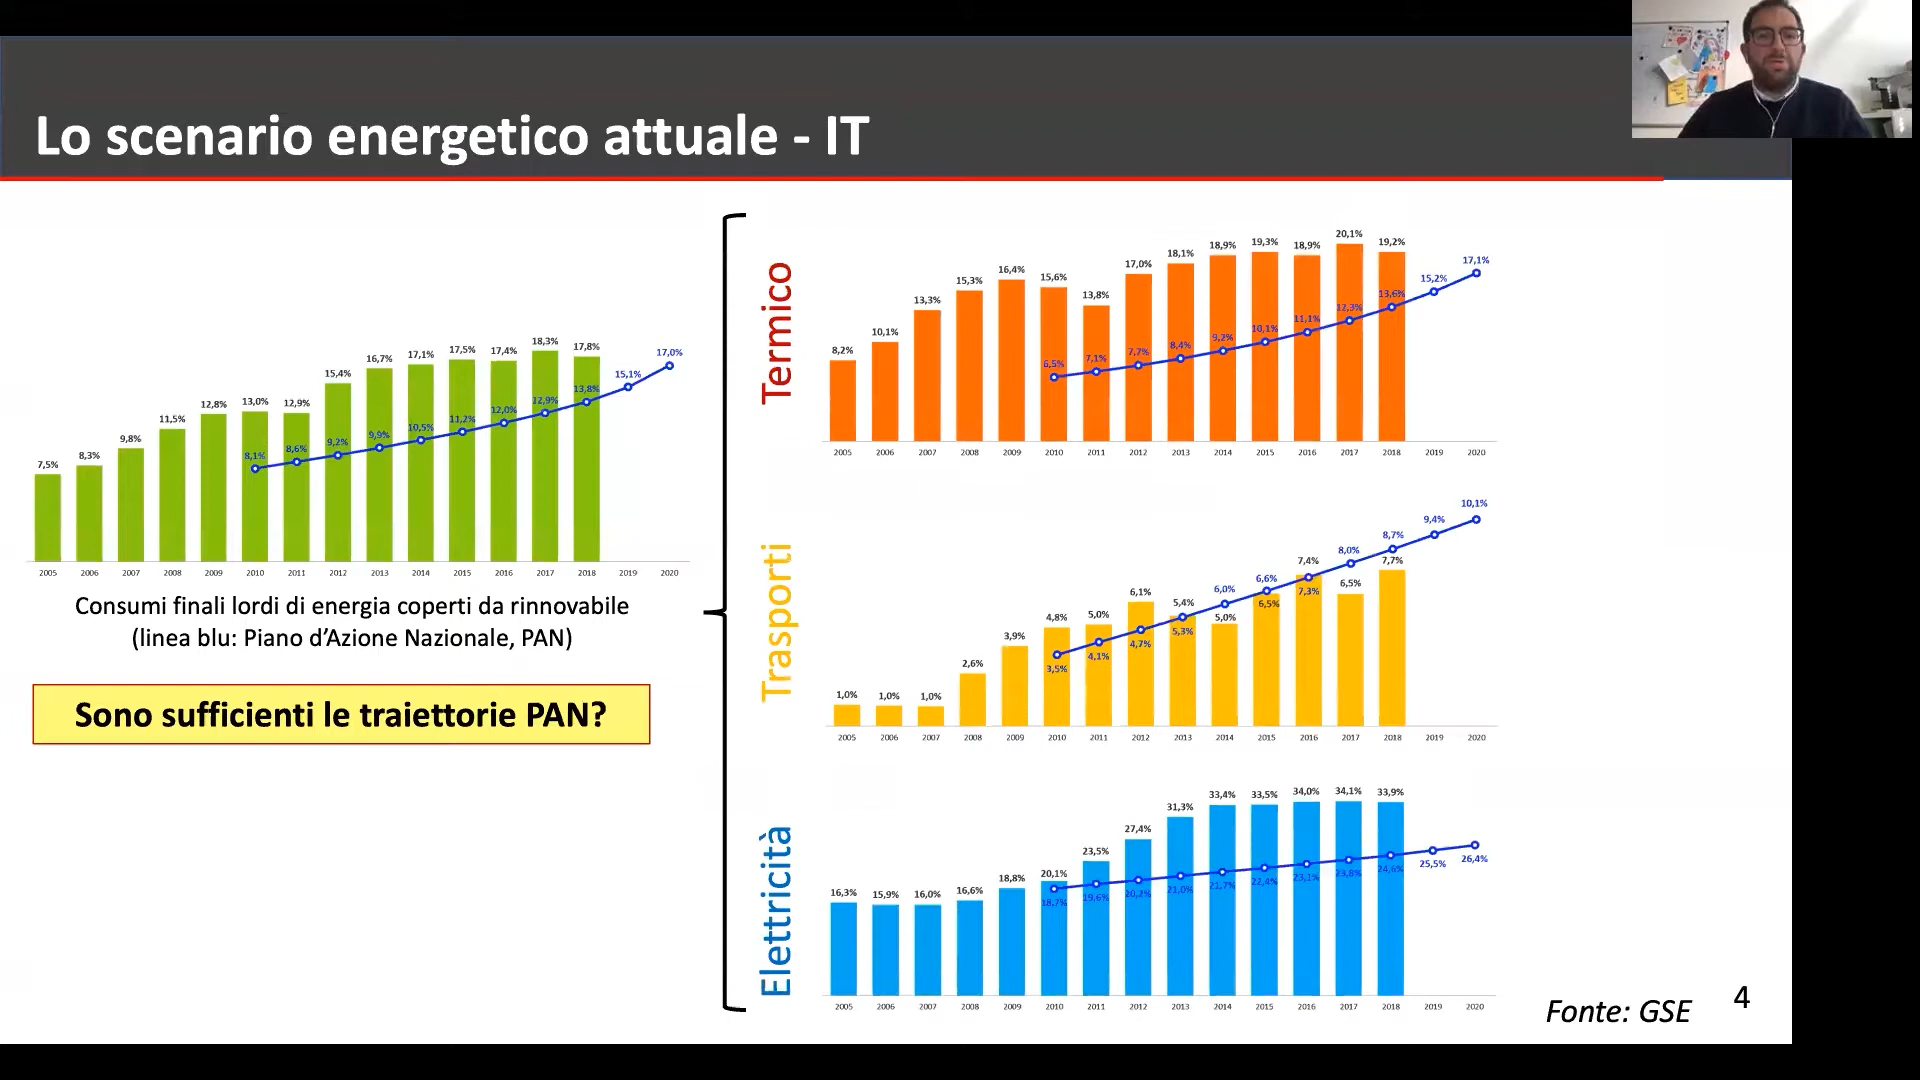 Lo scenario energetico attuale - IT
7,5% 8,3% 9,8% 11,5% 12,8% 13,0% 12,9% 15,4% 16,7% 17,1% 17,5% 17,4% 18,3% 17,8%
8,1% 8,6% 9,2% 9,9% 10,5% 11,2% 12,0% 12,9% 13,8% 15,1% 17,0%
2005 2006 2007 2008 2009 2010 2011 2012 2013 2014 2015 2016 2017 2018 2019 2020
Consumi finali lordi di energia coperti da rinnovabile
(linea blu: Piano d’Azione Nazionale, PAN)
Sono sufficienti le traiettorie PAN?
Termico
8,2% 10,1% 13,3% 15,3% 16,4% 15,6% 13,8% 17,0% 18,1% 18,9% 19,3% 18,9% 20,1% 19,2%
6,5% 7,1% 7,7% 8,4% 9,2% 10,1% 11,1% 12,3% 13,6% 15,2% 17,1%
2005 2006 2007 2008 2009 2010 2011 2012 2013 2014 2015 2016 2017 2018 2019 2020
Trasporti
1,0% 1,0% 1,0% 2,6% 3,9% 4,8% 5,0% 6,1% 5,4% 5,0% 6,5% 7,4% 6,5% 7,7%
3,5% 4,1% 4,7% 5,3% 6,0% 6,6% 7,3% 8,0% 8,7% 9,4% 10,1%
2005 2006 2007 2008 2009 2010 2011 2012 2013 2014 2015 2016 2017 2018 2019 2020
Elettricità
16,3% 15,9% 16,0% 16,6% 18,8% 20,1% 23,5% 27,4% 31,3% 33,4% 33,5% 34,0% 34,1% 33,9%
18,7% 19,6% 20,2% 21,0% 21,7% 22,4% 23,1% 23,8% 24,6% 25,5% 26,4%
2005 2006 2007 2008 2009 2010 2011 2012 2013 2014 2015 2016 2017 2018 2019 2020
Fonte: GSE
4